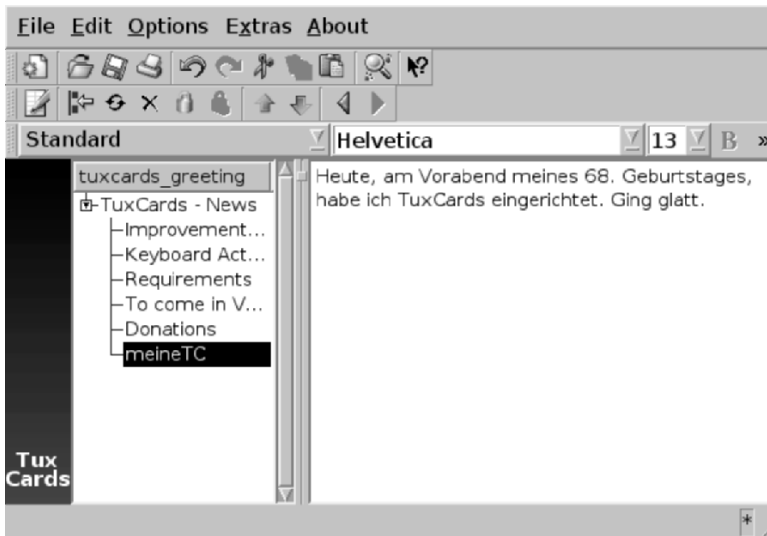 File Edit Options Extras About
Standard Helvetica 13 B »
tuxcards_greeting
TuxCards - News
Improvement...
Keyboard Act...
Requirements
To come in V...
Donations
meineTC
Heute, am Vorabend meines 68. Geburtstages,
habe ich TuxCards eingerichtet. Ging glatt.
Tux
Cards
*